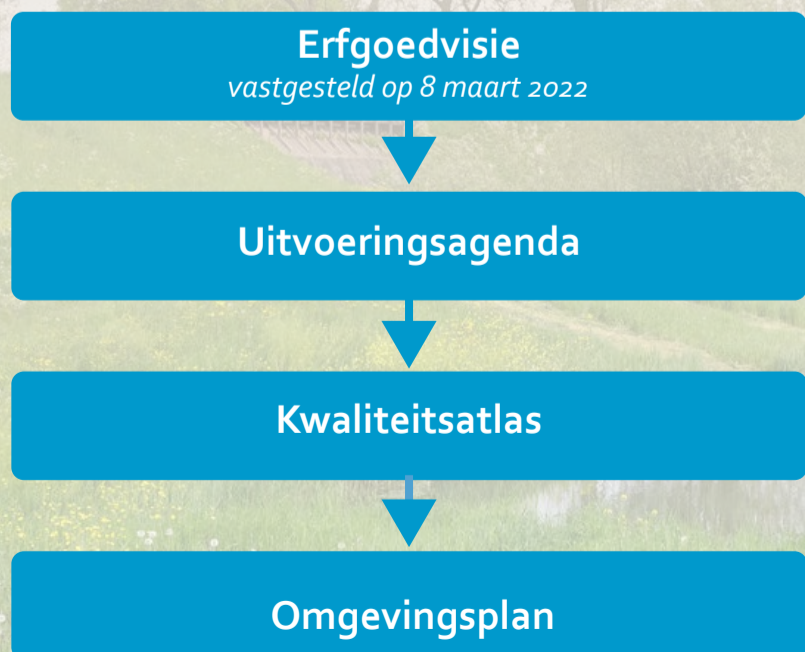 Erfgoedvisie
vastgesteld op 8 maart 2022
Uitvoeringsagenda
Kwaliteitsatlas
Omgevingsplan